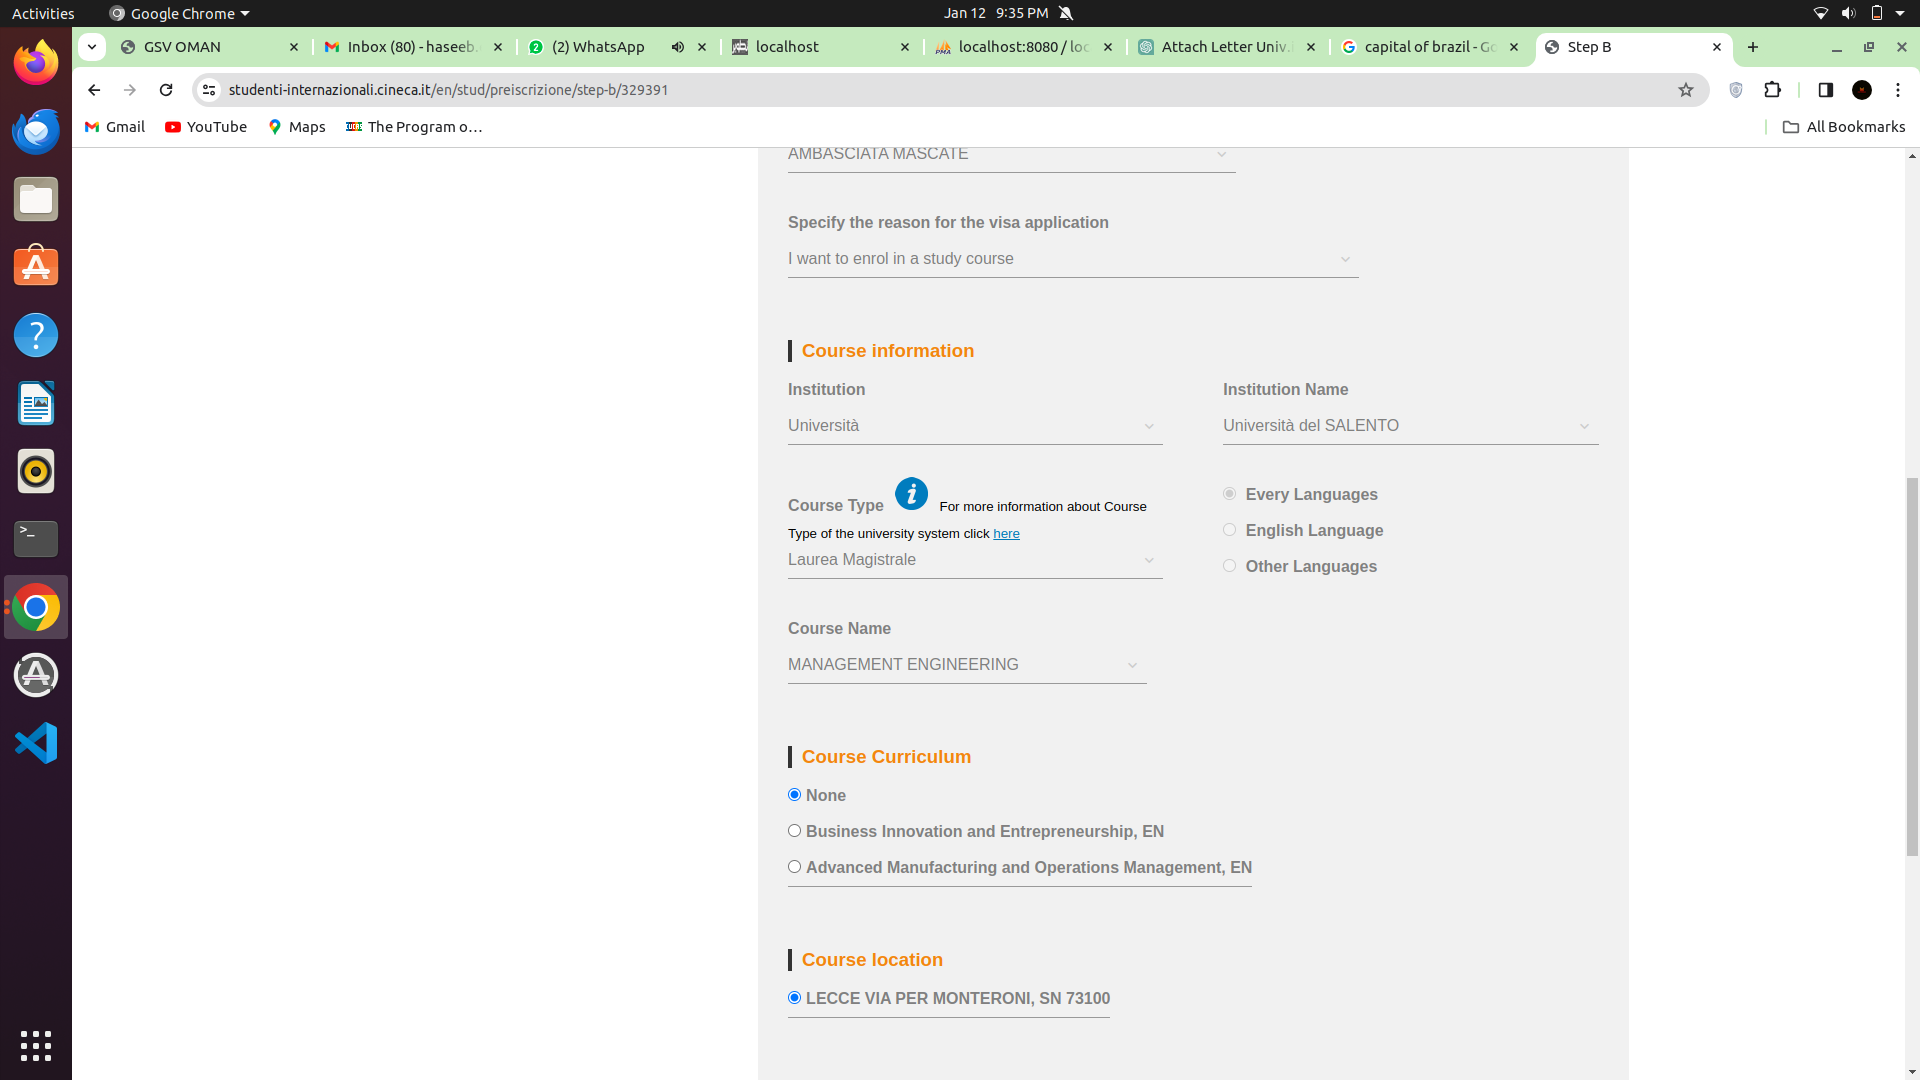 Activities
Google Chrome
Jan 12 9:35 PM
GSV OMAN
Inbox (80) - haseeb.
2 (2) WhatsApp
localhost
localhost:8080 / loc
Attach Letter Univ.
capital of brazil - Go
Step B
studenti-internazionali.cineca.it/en/stud/preiscrizione/step-b/329391
Gmail
YouTube
Maps
The Program o…
All Bookmarks
AMBASCIATA MASCATE
Specify the reason for the visa application
I want to enrol in a study course
Course information
Institution
Institution Name
Università
Università del SALENTO
Course Type i For more information about Course
Type of the university system click here
Laurea Magistrale
Every Languages
English Language
Other Languages
Course Name
MANAGEMENT ENGINEERING
Course Curriculum
None
Business Innovation and Entrepreneurship, EN
Advanced Manufacturing and Operations Management, EN
Course location
LECCE VIA PER MONTERONI, SN 73100